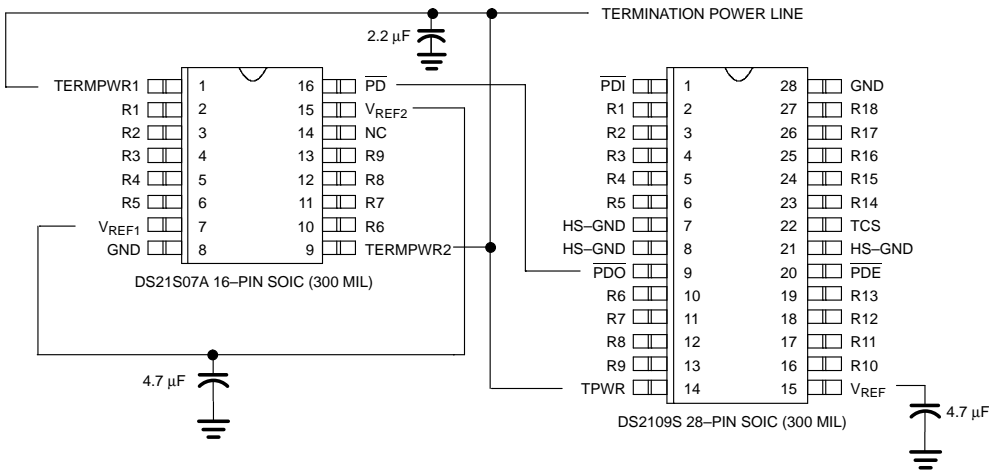 TERMINATION POWER LINE
2.2 μF
TERMPWR1 1 16 PD
R1 2 15 VREF2
R2 3 14 NC
R3 4 13 R9
R4 5 12 R8
R5 6 11 R7
VREF1 7 10 R6
GND 8 9 TERMPWR2
DS21S07A 16–PIN SOIC (300 MIL)
4.7 μF
PDI 1 28 GND
R1 2 27 R18
R2 3 26 R17
R3 4 25 R16
R4 5 24 R15
R5 6 23 R14
HS–GND 7 22 TCS
HS–GND 8 21 HS–GND
PDO 9 20 PDE
R6 10 19 R13
R7 11 18 R12
R8 12 17 R11
R9 13 16 R10
TPWR 14 15 VREF
DS2109S 28–PIN SOIC (300 MIL)
4.7 μF